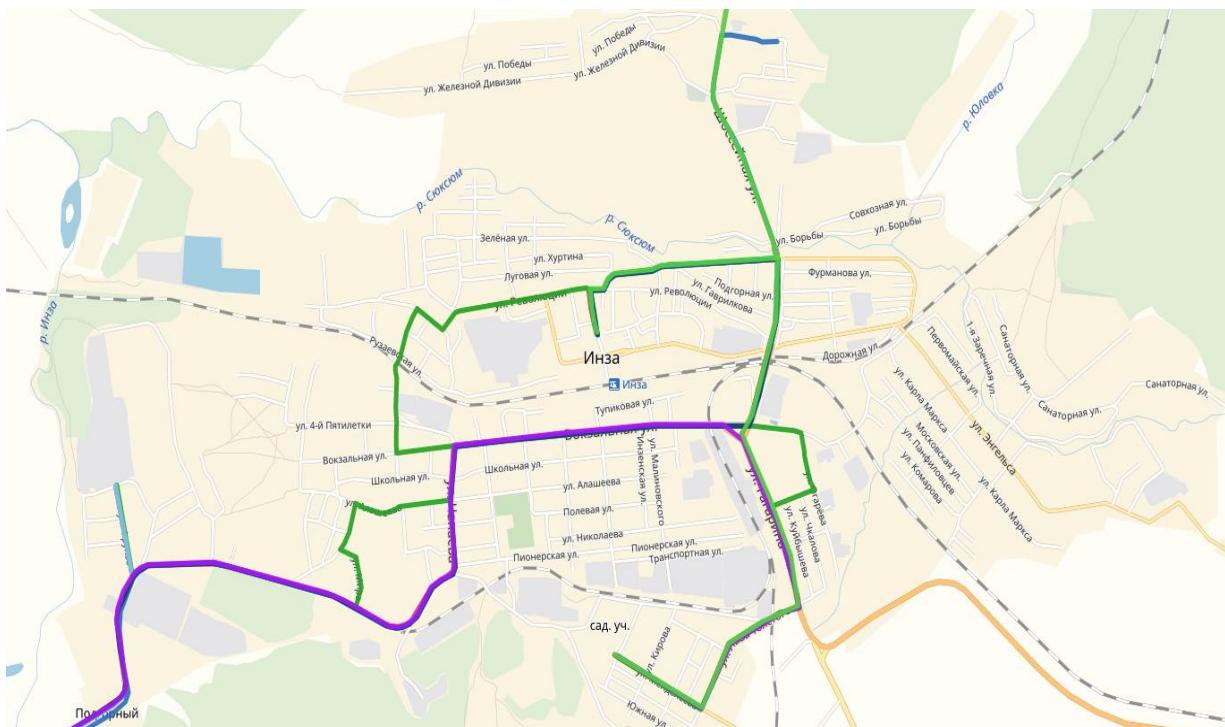 ул. Победы
ул. Победы
ул. Железной Дивизии
ул. Железной Дивизии
р. Юловка
Шоссейная ул.
р. Сюксюм
Совхозная ул.
р. Сюксюм
ул. Борьбы
ул. Борьбы
Зелёная ул.
ул. Хуртина
Луговая ул.
Подгорная ул.
Фурманова ул.
ул. Революции
ул. Революции
ул. Гаврилкова
р. Инза
Рузаевская ул.
Инза
Инза
Дорожная ул.
Первомайская ул.
1-я Заречная ул.
Санаторная ул.
Санаторная ул.
Санаторная ул.
ул. Карла Маркса
Тупиковая ул.
ул. 4-й Пятилетки
Вокзальная ул.
Московская ул.
ул. Панфиловцев
ул. Комарова
ул. Энгельса
Вокзальная ул.
Школьная ул.
Школьная ул.
Инзенская ул.
ул. Малиновского
ул. Гагарина
ул. Карла Маркса
ул. Алашеева
ул. Чкалова
ул. Куйбышева
Полевая ул.
ул. Николаева
Пионерская ул.
Пионерская ул.
Транспортная ул.
сад. уч.
ул. Кирова
Южная ул.